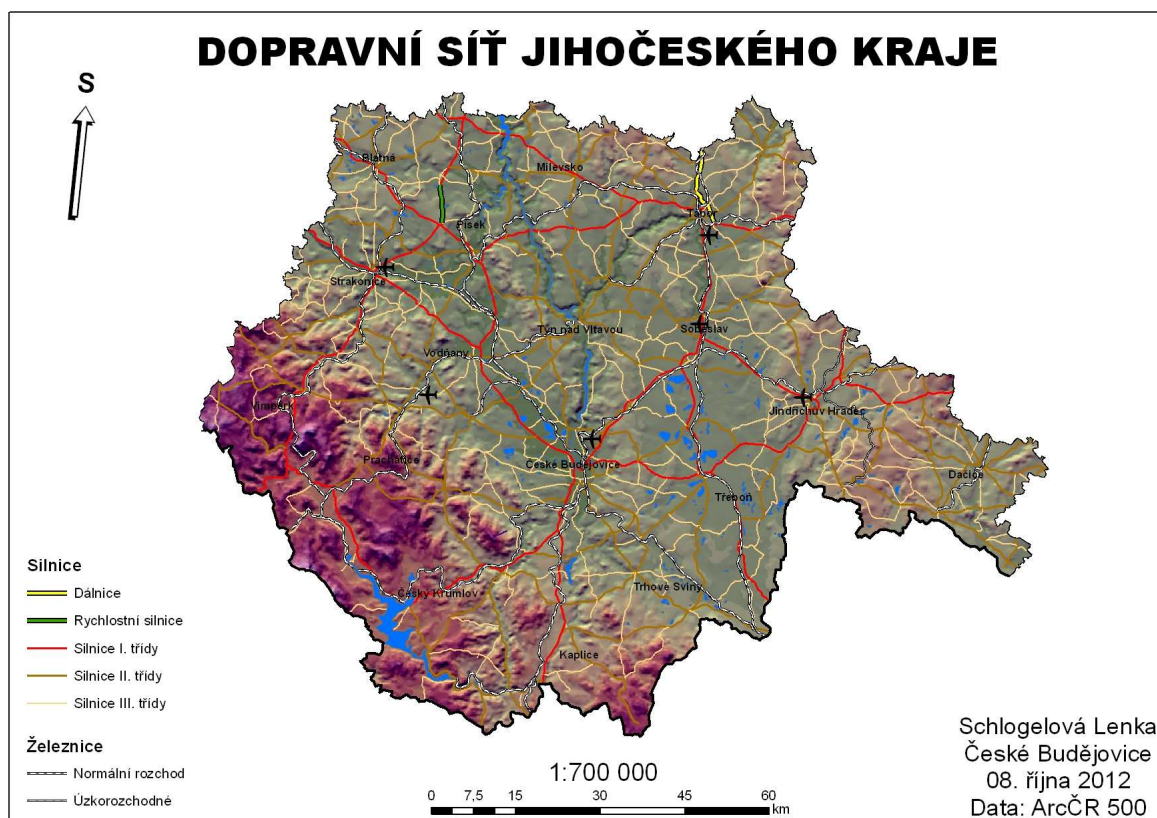 DOPRAVNÍ SÍŤ JIHOČESKÉHO KRAJE
S
Blatná
Milevsko
Tábor
Písek
Strakonice
Týn nad Vltavou
Soběslav
Vodňany
Vimperk
Jindřichův Hradec
Prachatice
České Budějovice
Dačice
Třeboň
Český Krumlov
Trhové Sviny
Kaplice
Silnice
Dálnice
Rychlostní silnice
Silnice I. třídy
Silnice II. třídy
Silnice III. třídy
Železnice
Normální rozchod
Úzkorozchodné
1:700 000
0 7,5 15 30 45 60
km
Schlogelová Lenka
České Budějovice
08. října 2012
Data: ArcČR 500